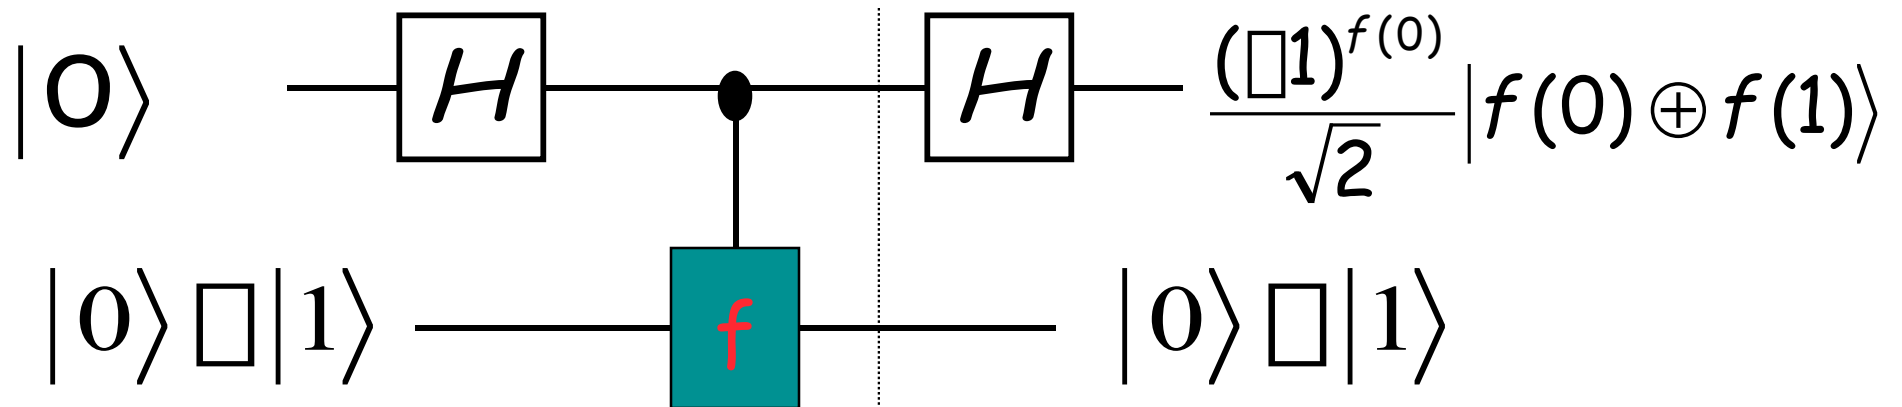 |0⟩ H H (□1)^f(0) / √2 |f(0) ⊕ f(1)⟩
|0⟩ □ |1⟩ f |0⟩ □ |1⟩